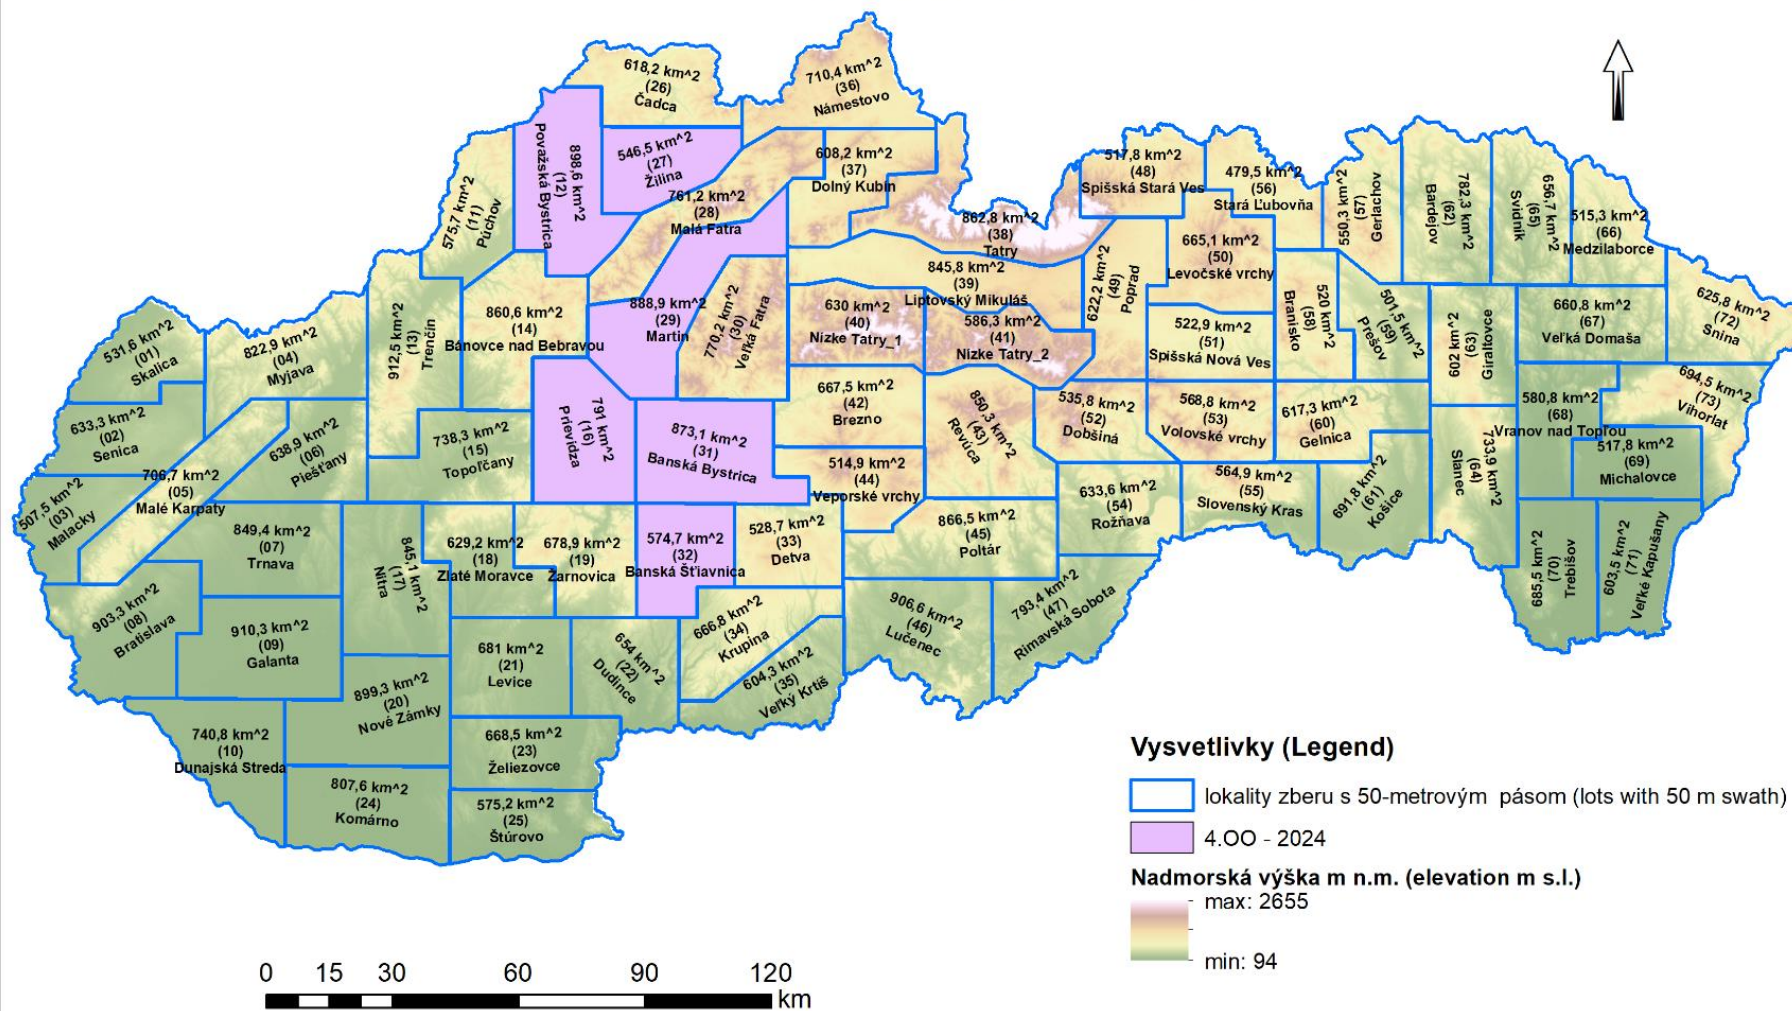 531,6 km^2
(01)
Skalica
633,3 km^2
(02)
Senica
507,5 km^2
(03)
Malacky
822,9 km^2
(04)
Myjava
706,7 km^2
(05)
Malé Karpaty
638,9 km^2
(06)
Piešťany
849,4 km^2
(07)
Trnava
903,3 km^2
(08)
Bratislava
910,3 km^2
(09)
Galanta
740,8 km^2
(10)
Dunajská Streda
575,7 km^2
(11)
Púchov
898,6 km^2
(12)
Považská Bystrica
912,5 km^2
(13)
Trenčín
860,6 km^2
(14)
Bánovce nad Bebravou
738,3 km^2
(15)
Topoľčany
791 km^2
(16)
Prievidza
845,1 km^2
(17)
Nitra
629,2 km^2
(18)
Zlaté Moravce
678,9 km^2
(19)
Žarnovica
899,3 km^2
(20)
Nové Zámky
681 km^2
(21)
Levice
654 km^2
(22)
Dudince
668,5 km^2
(23)
Želiezovce
807,6 km^2
(24)
Komárno
575,2 km^2
(25)
Štúrovo
618,2 km^2
(26)
Čadca
546,5 km^2
(27)
Žilina
761,2 km^2
(28)
Malá Fatra
888,9 km^2
(29)
Martin
770,2 km^2
(30)
Veľká Fatra
873,1 km^2
(31)
Banská Bystrica
574,7 km^2
(32)
Banská Štiavnica
528,7 km^2
(33)
Detva
666,8 km^2
(34)
Krupina
604,3 km^2
(35)
Veľký Krtíš
710,4 km^2
(36)
Námestovo
608,2 km^2
(37)
Dolný Kubín
862,8 km^2
(38)
Tatry
845,8 km^2
(39)
Liptovský Mikuláš
630 km^2
(40)
Nízke Tatry_1
586,3 km^2
(41)
Nízke Tatry_2
667,5 km^2
(42)
Brezno
850,3 km^2
(43)
Revúca
514,9 km^2
(44)
Veporské vrchy
866,5 km^2
(45)
Poltár
906,6 km^2
(46)
Lučenec
793,4 km^2
(47)
Rimavská Sobota
517,8 km^2
(48)
Spišská Stará Ves
622,2 km^2
(49)
Poprad
665,1 km^2
(50)
Levočské vrchy
522,9 km^2
(51)
Spišská Nová Ves
535,8 km^2
(52)
Dobšiná
568,8 km^2
(53)
Volovské vrchy
633,6 km^2
(54)
Rožňava
564,9 km^2
(55)
Slovenský Kras
479,5 km^2
(56)
Stará Ľubovňa
550,3 km^2
(57)
Gerlachov
520 km^2
(58)
Branisko
501,5 km^2
(59)
Prešov
617,3 km^2
(60)
Gelnica
691,8 km^2
(61)
Košice
782,3 km^2
(62)
Bardejov
602 km^2
(63)
Giraltovce
733,9 km^2
(64)
Slanec
656,7 km^2
(65)
Svidník
515,3 km^2
(66)
Medzilaborce
660,8 km^2
(67)
Veľká Domaša
580,8 km^2
(68)
Vranov nad Topľou
517,8 km^2
(69)
Michalovce
685,5 km^2
(70)
Trebišov
603,5 km^2
(71)
Veľké Kapušany
625,8 km^2
(72)
Snina
694,5 km^2
(73)
Vihorlat
Vysvetlivky (Legend)
lokality zberu s 50-metrovým pásom (lots with 50 m swath)
4.OO - 2024
Nadmorská výška m n.m. (elevation m s.l.)
max: 2655
min: 94
0 15 30 60 90 120
km